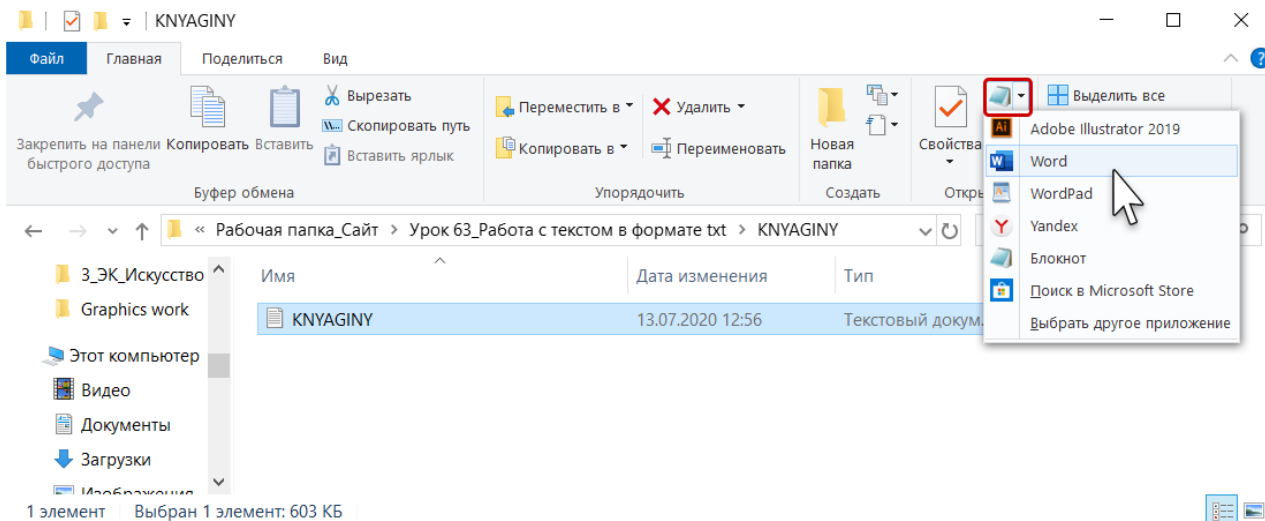 KNYAGINY
Файл Главная Поделиться Вид
Закрепить на панели быстрого доступа
Копировать
Вставить
Вырезать
Скопировать путь
Вставить ярлык
Буфер обмена
Переместить в
Копировать в
Удалить
Переименовать
Упорядочить
Новая папка
Создать
Свойства
Выделить все
Adobe Illustrator 2019
Word
WordPad
Yandex
Блокнот
Поиск в Microsoft Store
Выбрать другое приложение
« Рабочая папка_Сайт > Урок 63_Работа с текстом в формате txt > KNYAGINY
3_ЭК_Искусство
Graphics work
Этот компьютер
Видео
Документы
Загрузки
Имя Дата изменения Тип
KNYAGINY 13.07.2020 12:56 Текстовый докум
1 элемент Выбран 1 элемент: 603 КБ